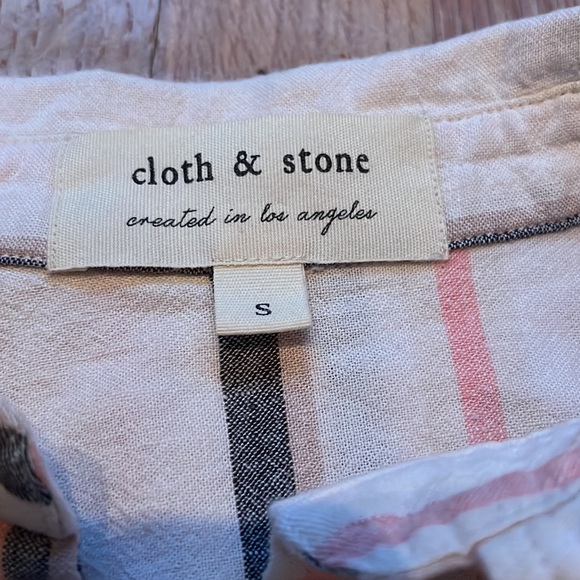 cloth & stone
created in los angeles
S